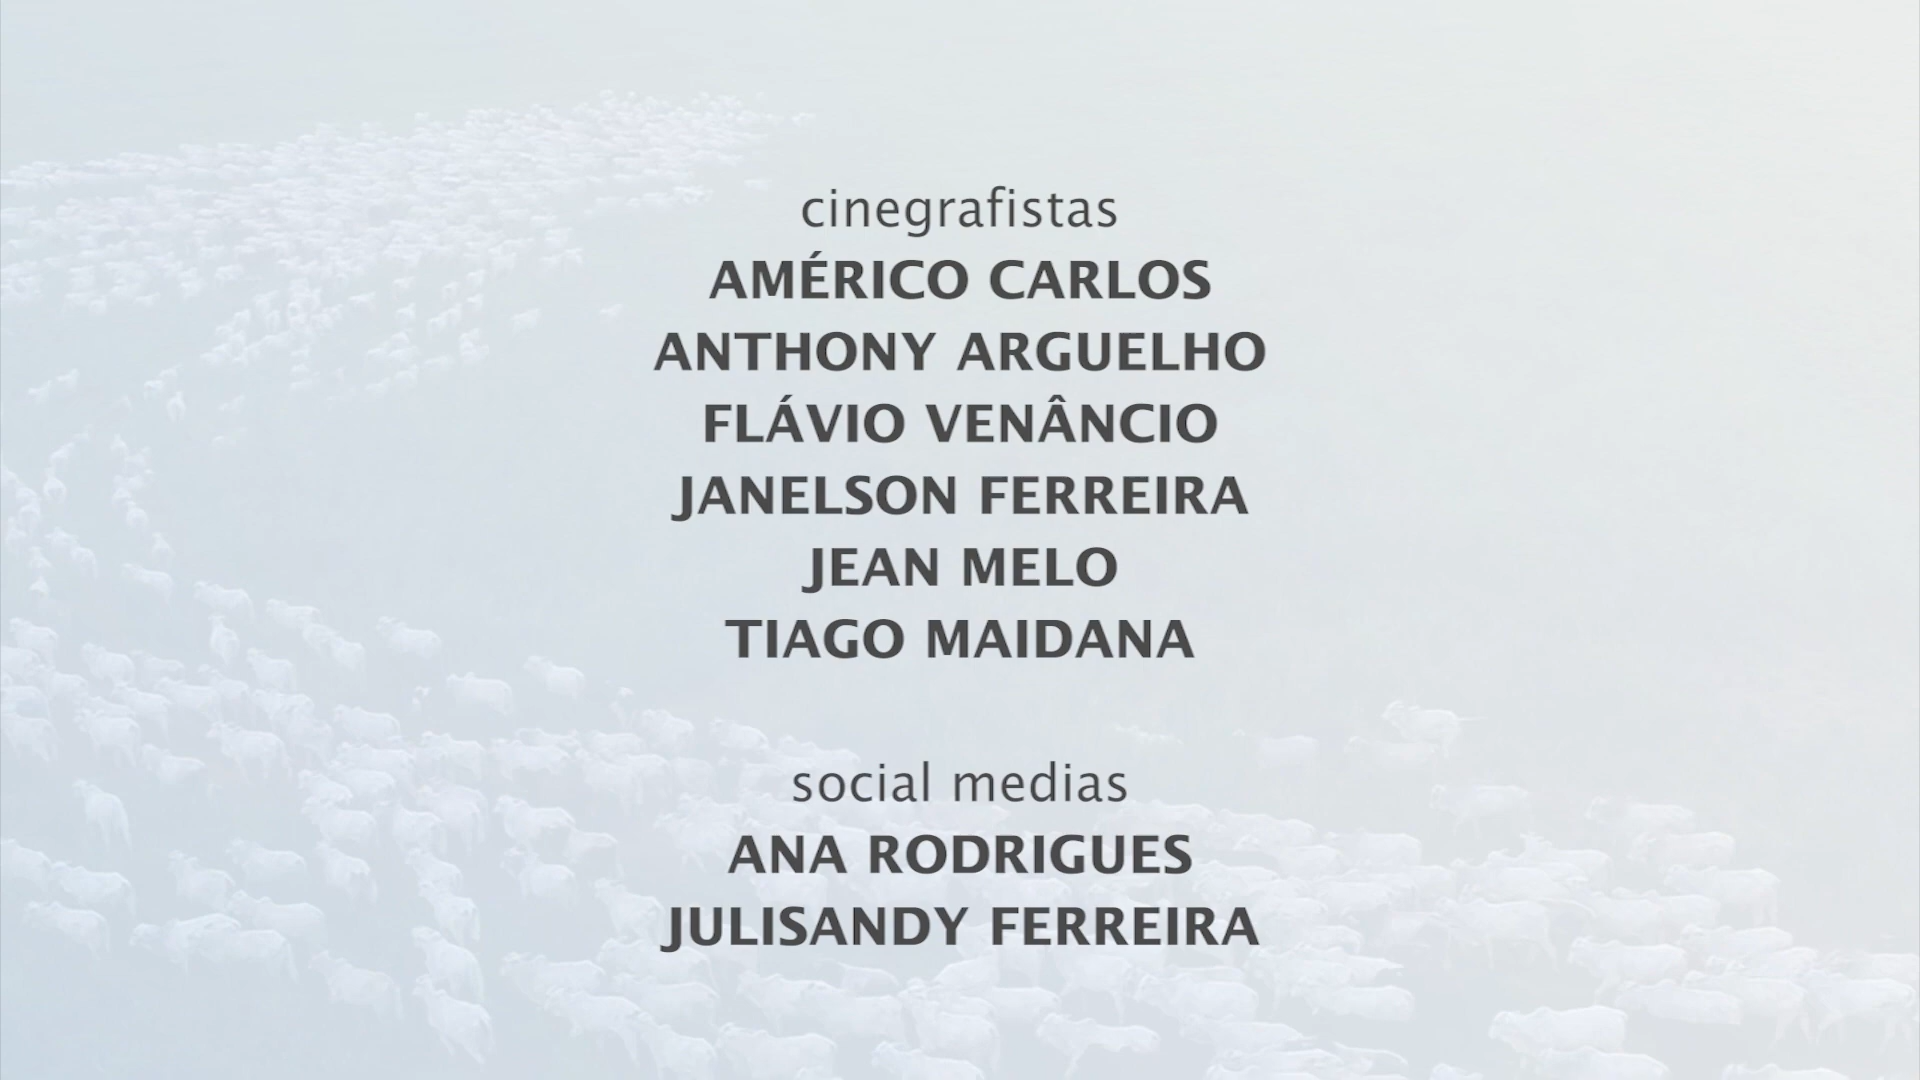 cinegrafistas
AMÉRICO CARLOS
ANTHONY ARGUELHO
FLÁVIO VENÂNCIO
JANELSON FERREIRA
JEAN MELO
TIAGO MAIDANA
social medias
ANA RODRIGUES
JULISANDY FERREIRA